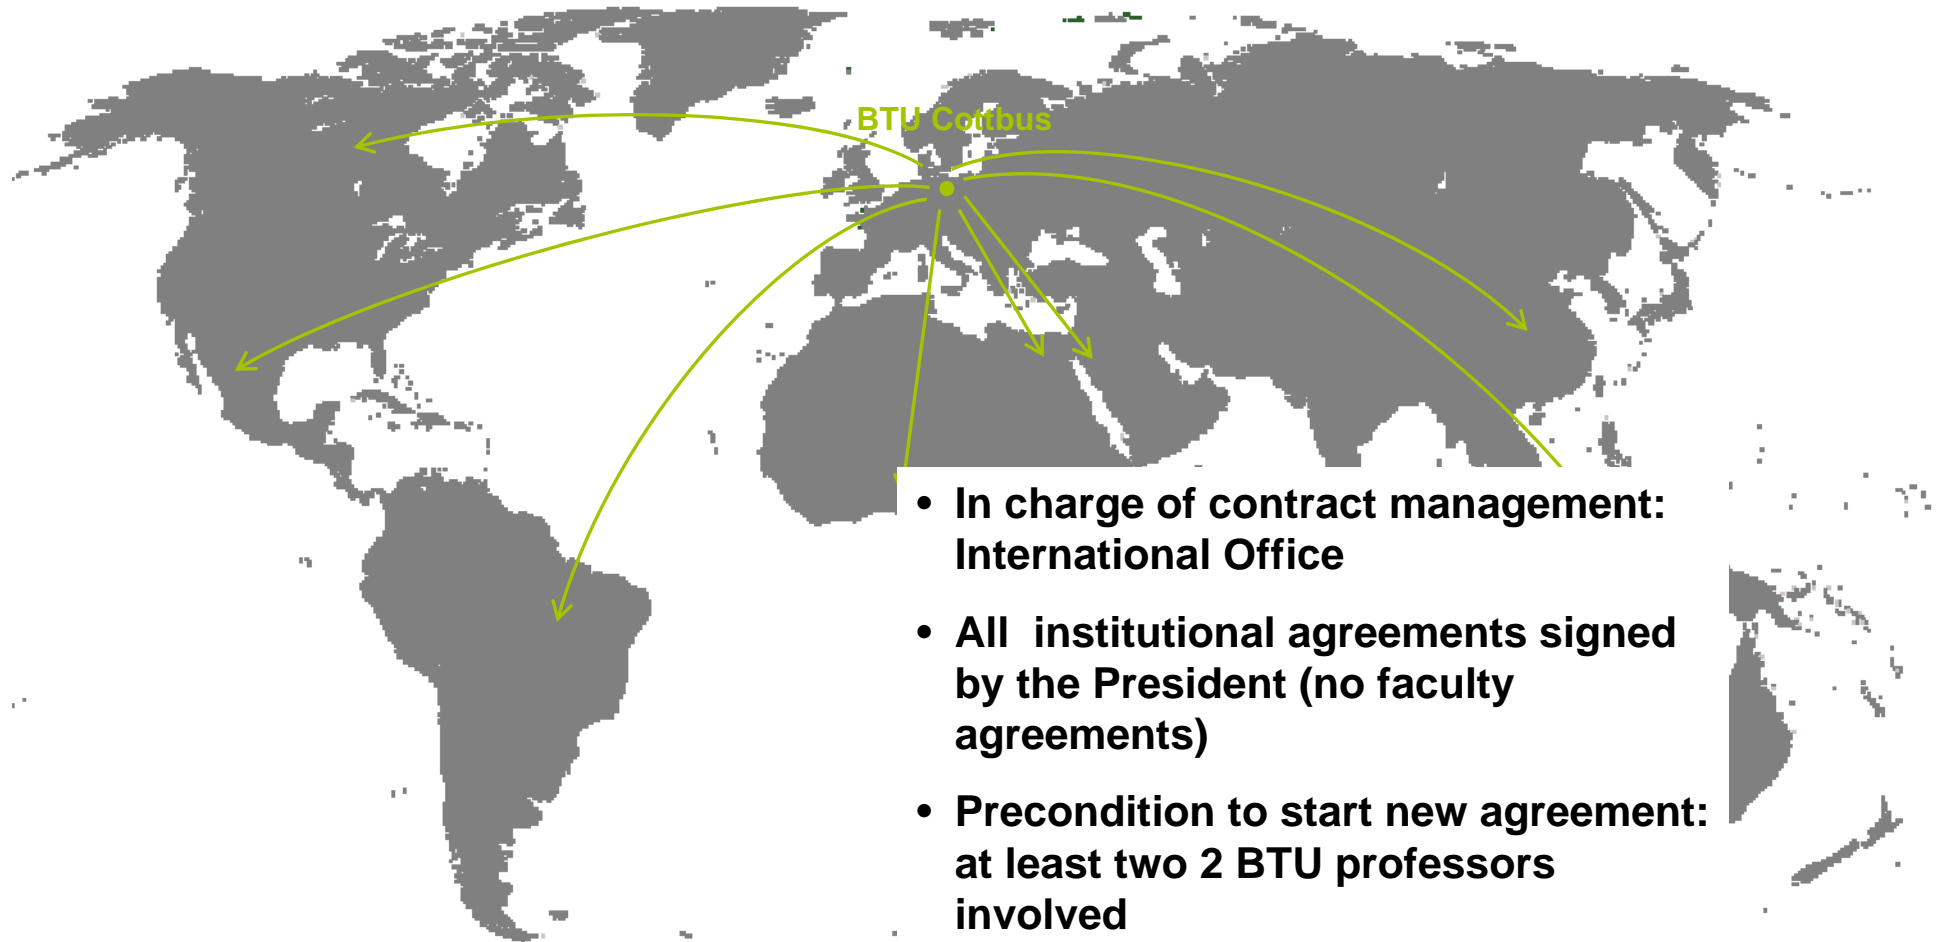 BTU Cottbus
• In charge of contract management:
International Office
• All  institutional agreements signed
by the President (no faculty
agreements)
• Precondition to start new agreement:
at least two 2 BTU professors
involved